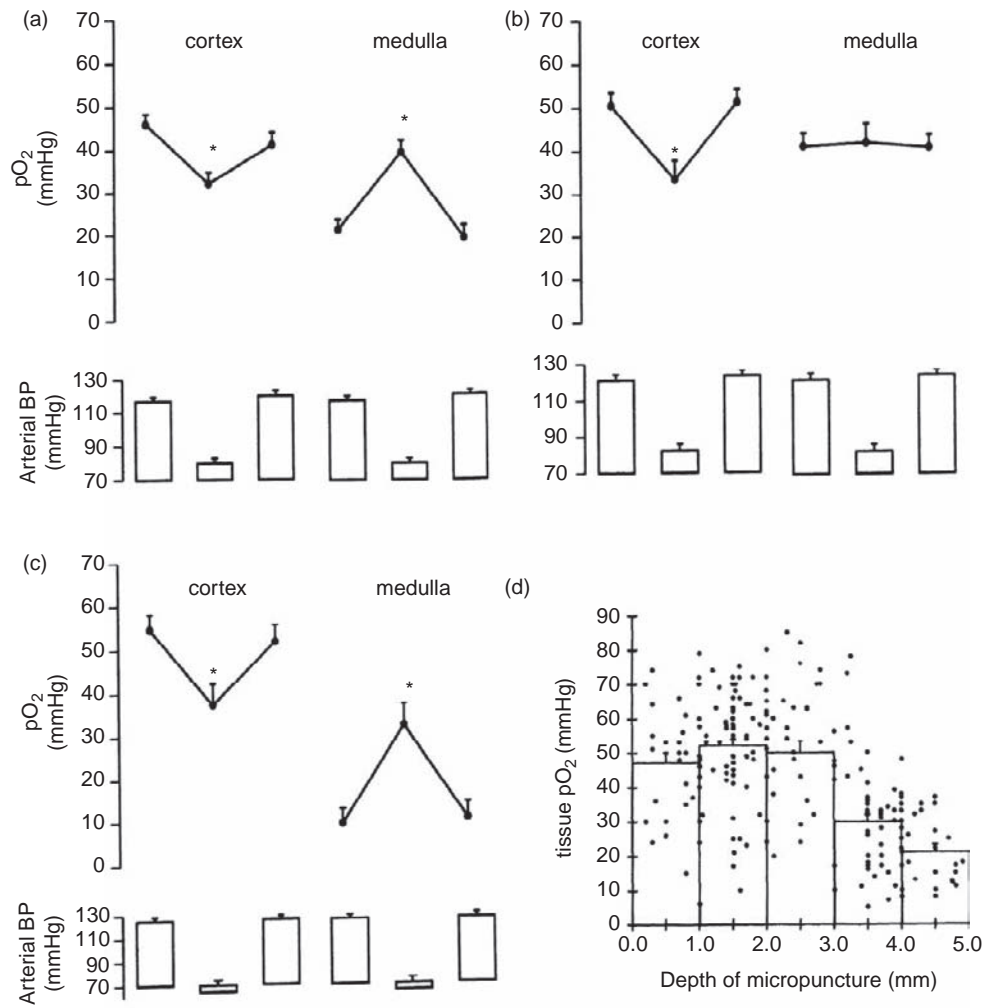 (a)
70
60
50
40
30
20
10
0
pO2
(mmHg)
cortex
medulla
*
*
130
110
90
70
Arterial BP
(mmHg)
(b)
70
60
50
40
30
20
10
0
cortex
medulla
*
130
110
90
70
(c)
70
60
50
40
30
20
10
0
pO2
(mmHg)
cortex
medulla
*
*
130
110
90
70
Arterial BP
(mmHg)
(d)
90
80
70
60
50
40
30
20
10
0
tissue pO2 (mmHg)
0.0 1.0 2.0 3.0 4.0 5.0
Depth of micropuncture (mm)